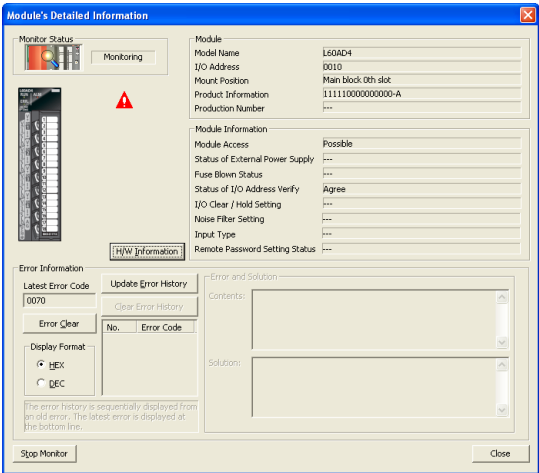 Module's Detailed Information
Monitor Status
Monitoring
Module
Model Name L60AD4
I/O Address 0010
Mount Position Main block 0th slot
Product Information 111110000000000-A
Production Number ---
Module Information
Module Access Possible
Status of External Power Supply ---
Fuse Blown Status ---
Status of I/O Address Verify Agree
I/O Clear / Hold Setting ---
Noise Filter Setting ---
Input Type ---
Remote Password Setting Status ---
H/W Information
Error Information
Latest Error Code
0070
Error Clear
Display Format
HEX
DEC
Update Error History
Clear Error History
No. Error Code
The error history is sequentially displayed from
an old error. The latest error is displayed at
the bottom line.
Error and Solution
Contents:
Solution:
Stop Monitor
Close